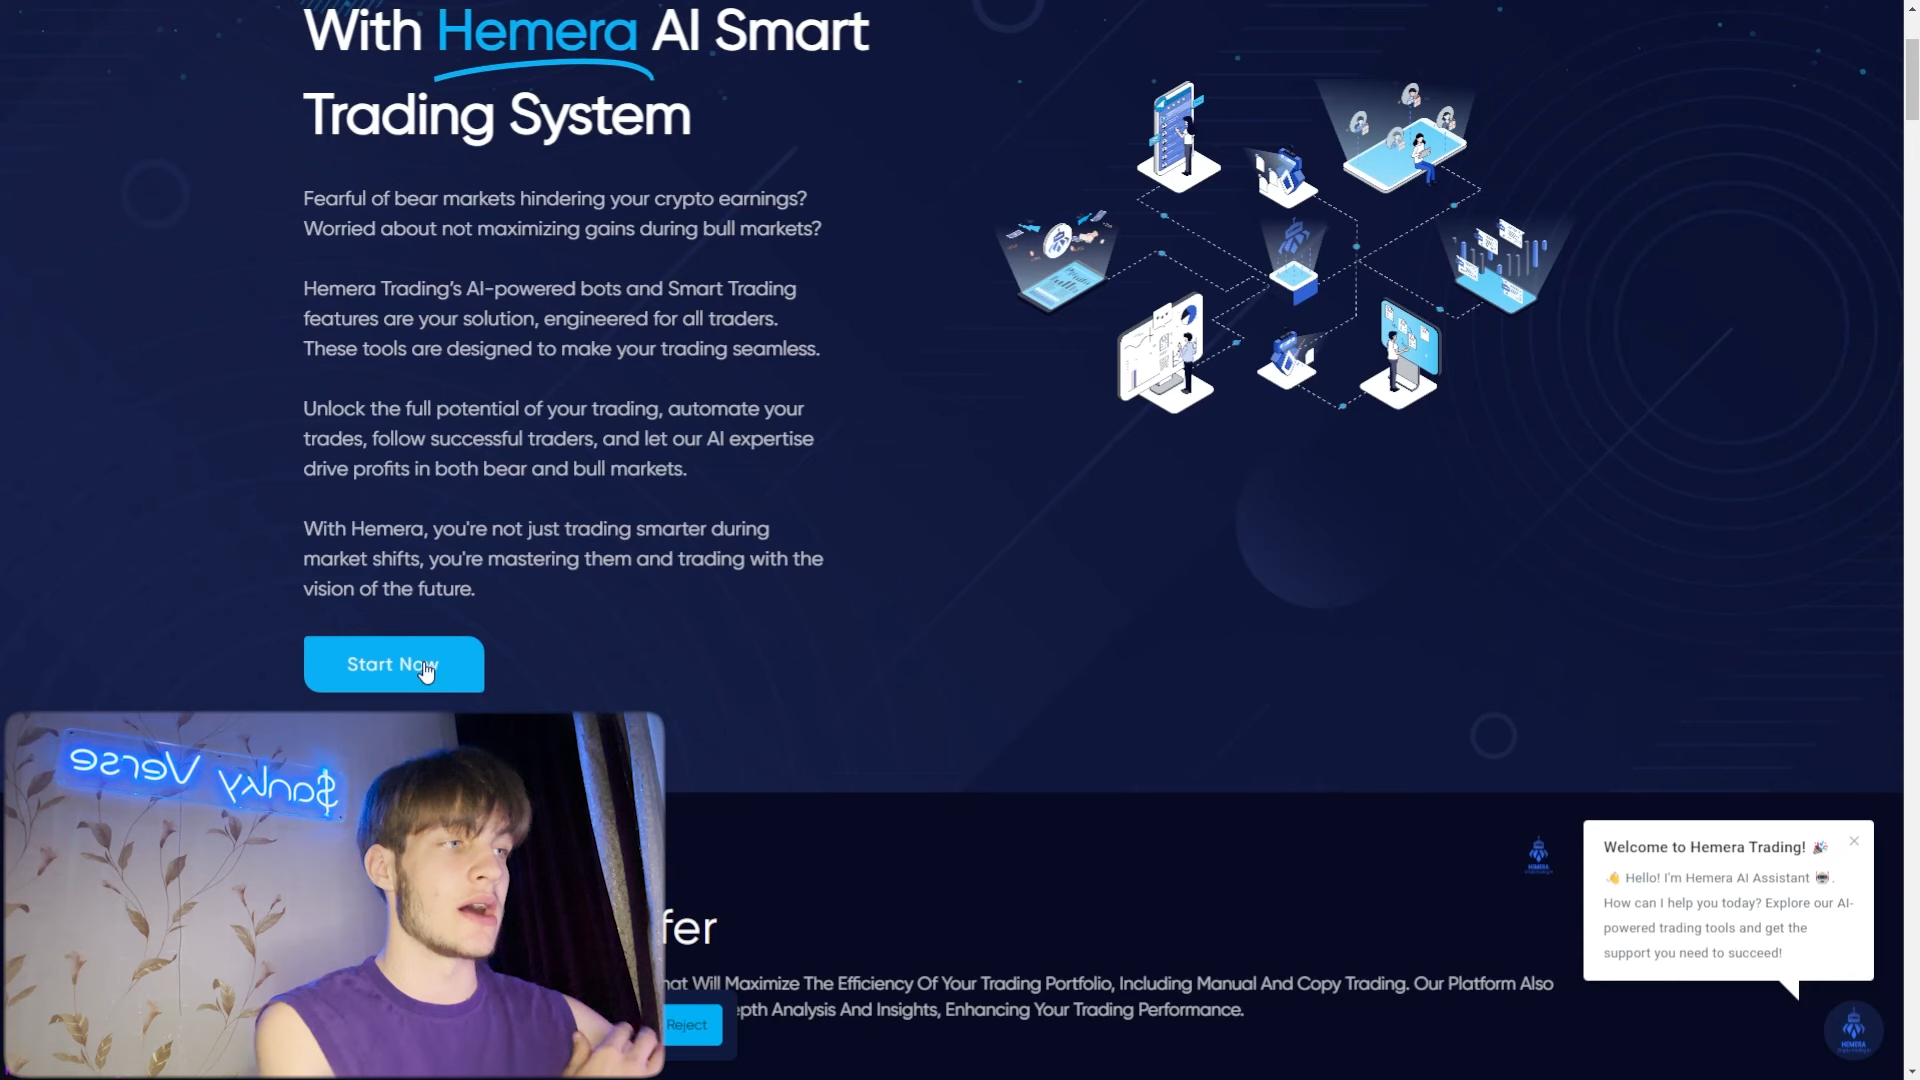 With Hemera AI Smart
Trading System
Fearful of bear markets hindering your crypto earnings?
Worried about not maximizing gains during bull markets?
Hemera Trading's AI-powered bots and Smart Trading
features are your solution, engineered for all traders.
These tools are designed to make your trading seamless.
Unlock the full potential of your trading, automate your
trades, follow successful traders, and let our AI expertise
drive profits in both bear and bull markets.
With Hemera, you're not just trading smarter during
market shifts, you're mastering them and trading with the
vision of the future.
Start Now
$anky Verse
HEMERA
fer
hat Will Maximize The Efficiency Of Your Trading Portfolio, Including Manual And Copy Trading. Our Platform Also
epth Analysis And Insights, Enhancing Your Trading Performance.
Reject
Welcome to Hemera Trading! 🎉
👋 Hello! I'm Hemera AI Assistant 🤖.
How can I help you today? Explore our AI-
powered trading tools and get the
support you need to succeed!
HEMERA